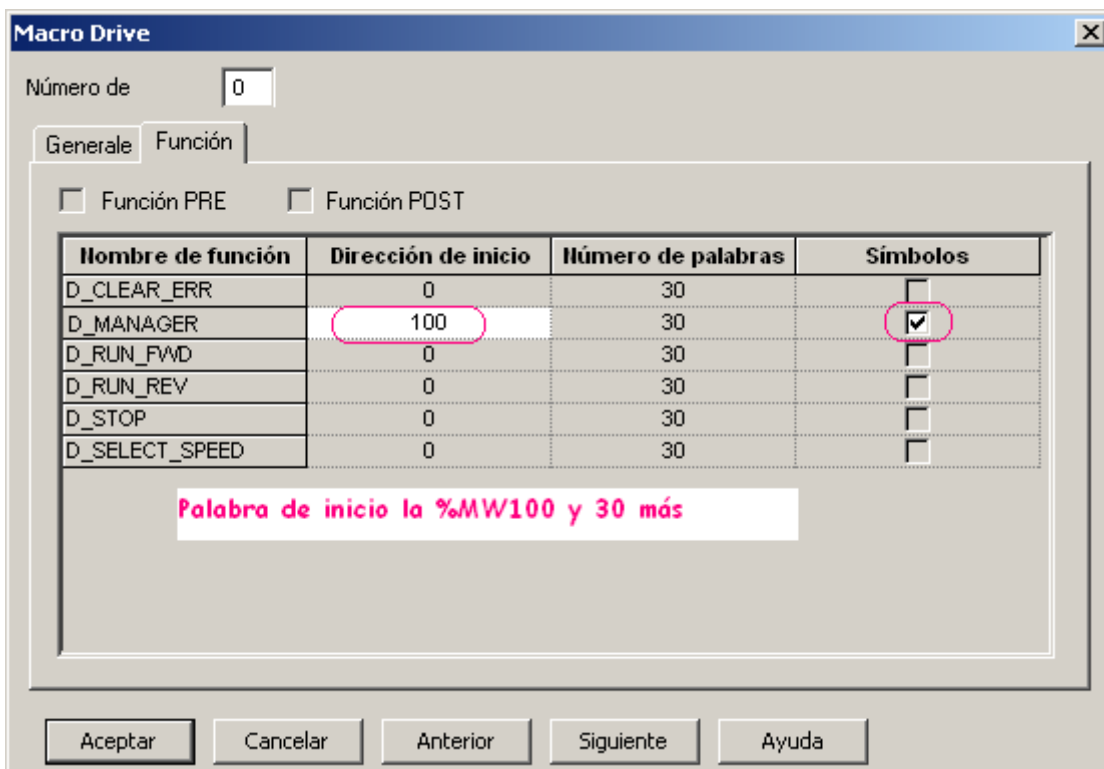 Macro Drive
Número de 0
Generale Función
Función PRE Función POST
Nombre de función Dirección de inicio Número de palabras Símbolos
D_CLEAR_ERR 0 30
D_MANAGER 100 30
D_RUN_FWD 0 30
D_RUN_REV 0 30
D_STOP 0 30
D_SELECT_SPEED 0 30
Palabra de inicio la %MW100 y 30 más
Aceptar Cancelar Anterior Siguiente Ayuda